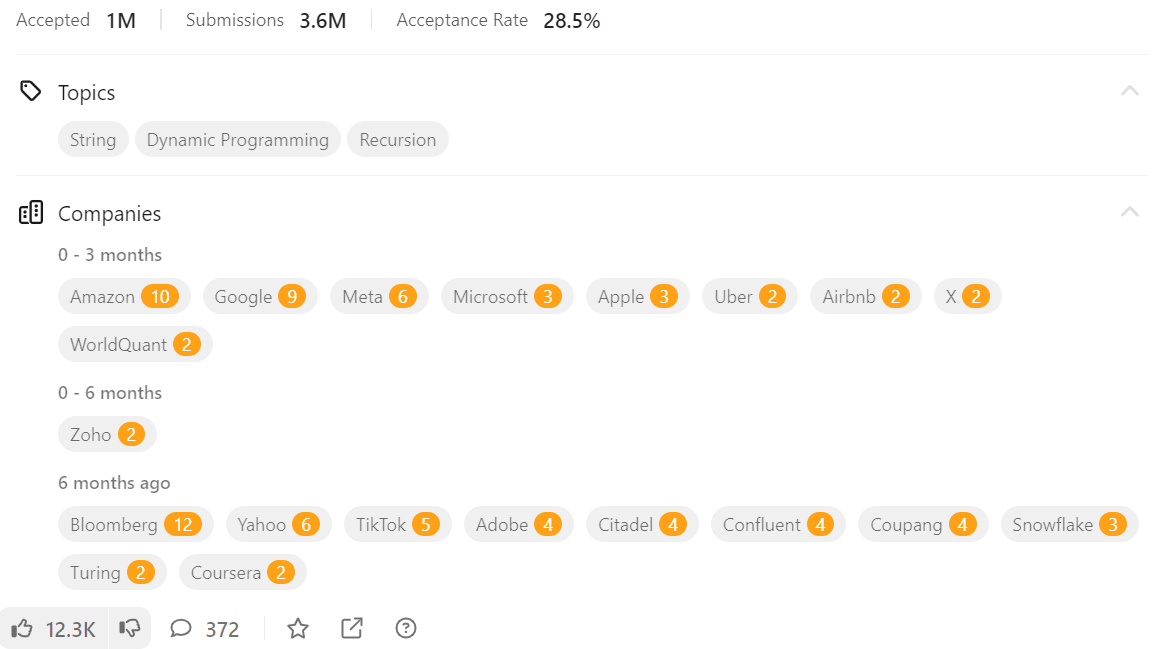 Accepted 1M Submissions 3.6M Acceptance Rate 28.5%
Topics
String Dynamic Programming Recursion
Companies
0 - 3 months
Amazon 10 Google 9 Meta 6 Microsoft 3 Apple 3 Uber 2 Airbnb 2 X 2
WorldQuant 2
0 - 6 months
Zoho 2
6 months ago
Bloomberg 12 Yahoo 6 TikTok 5 Adobe 4 Citadel 4 Confluent 4 Coupang 4 Snowflake 3
Turing 2 Coursera 2
12.3K 372